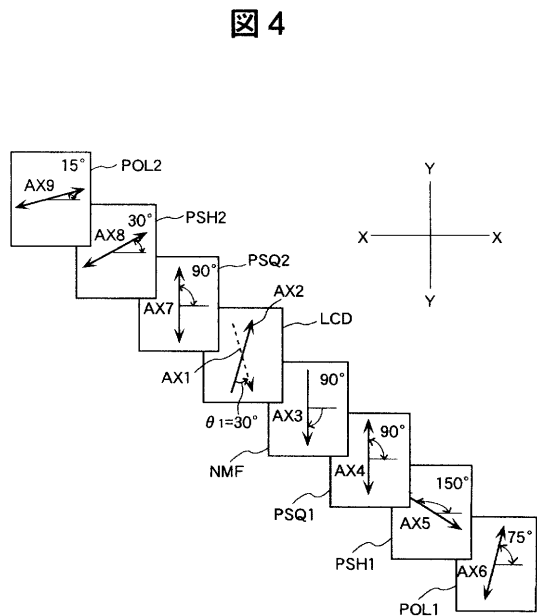 図4
15° POL2
AX9
30° PSH2
AX8
90° PSQ2
AX7
AX2
LCD
AX1
θ1=30°
90°
AX3
NMF
90°
AX4
PSQ1
150°
AX5
PSH1
75°
AX6
POL1
Y
X X
Y